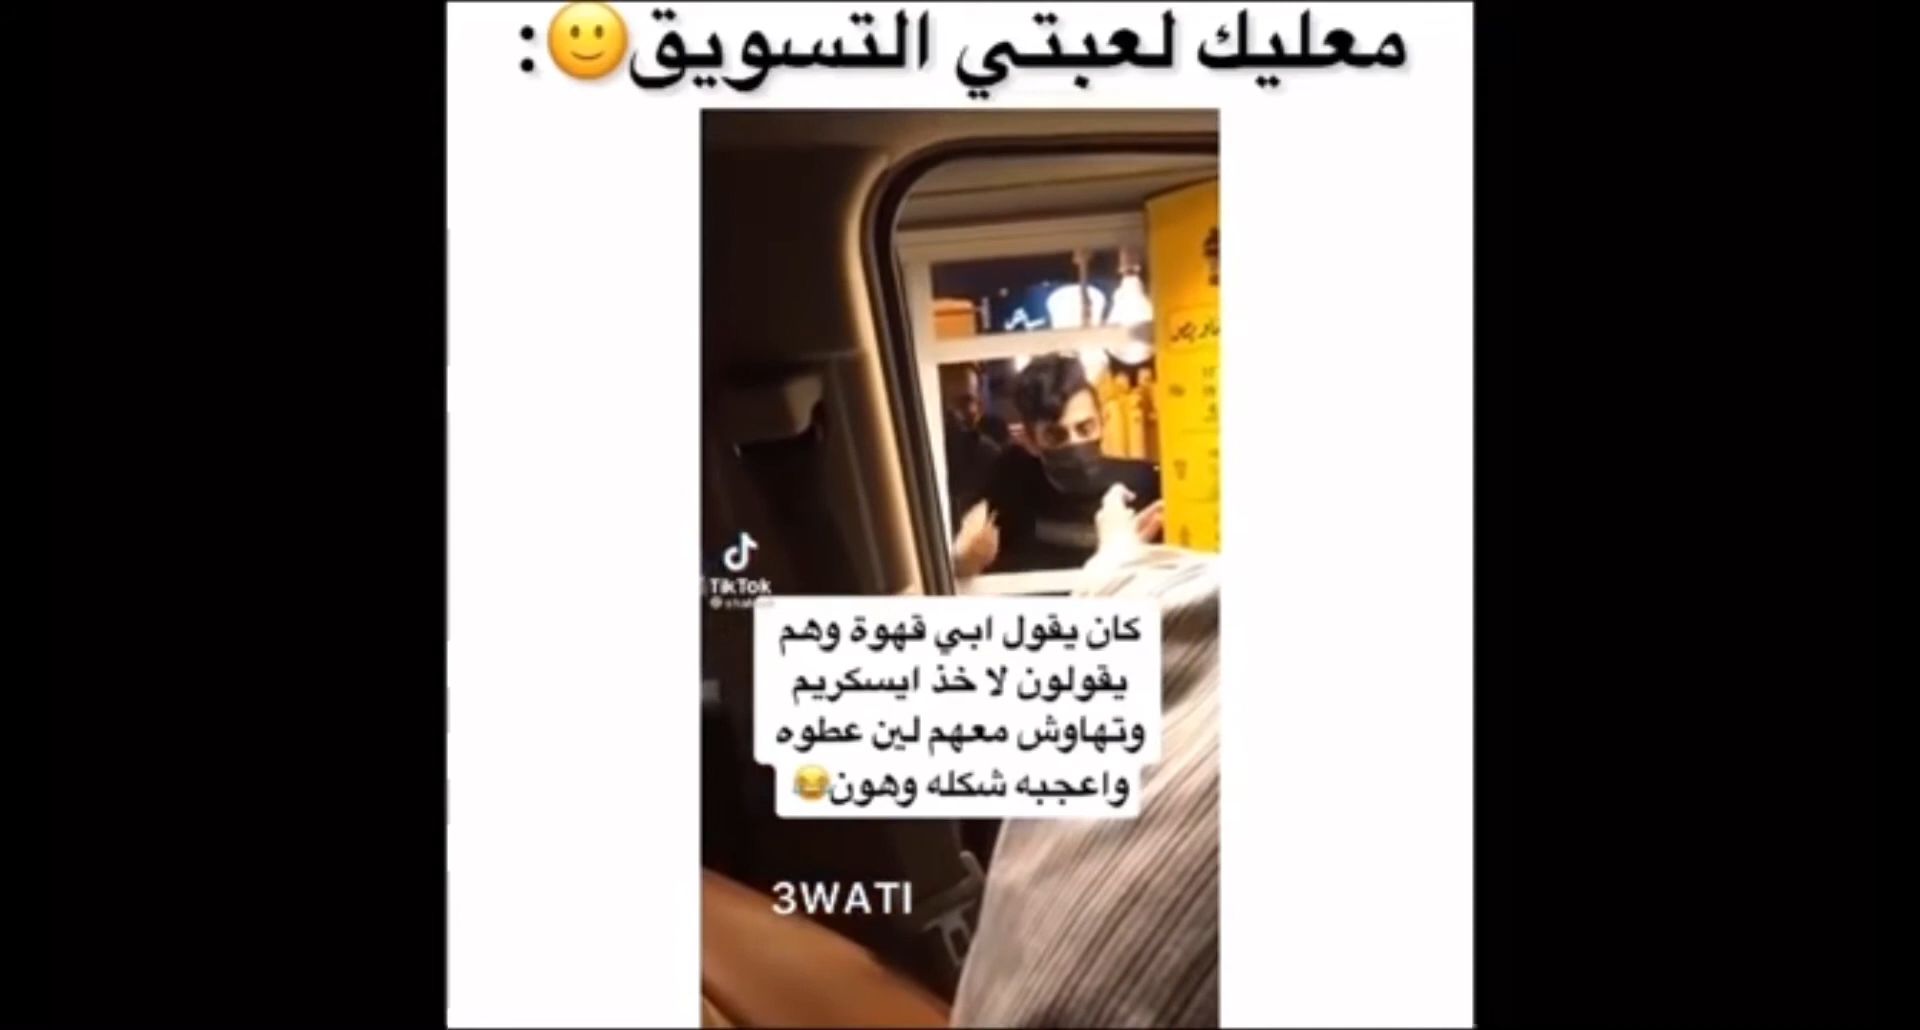 معليك لعبتي التسويق🙂:
TikTok
كان يقول ابي قهوة وهم
يقولون لا خذ ايسكريم
وتهاوش معهم لين عطوه
واعجبه شكله وهون😂
3WATI